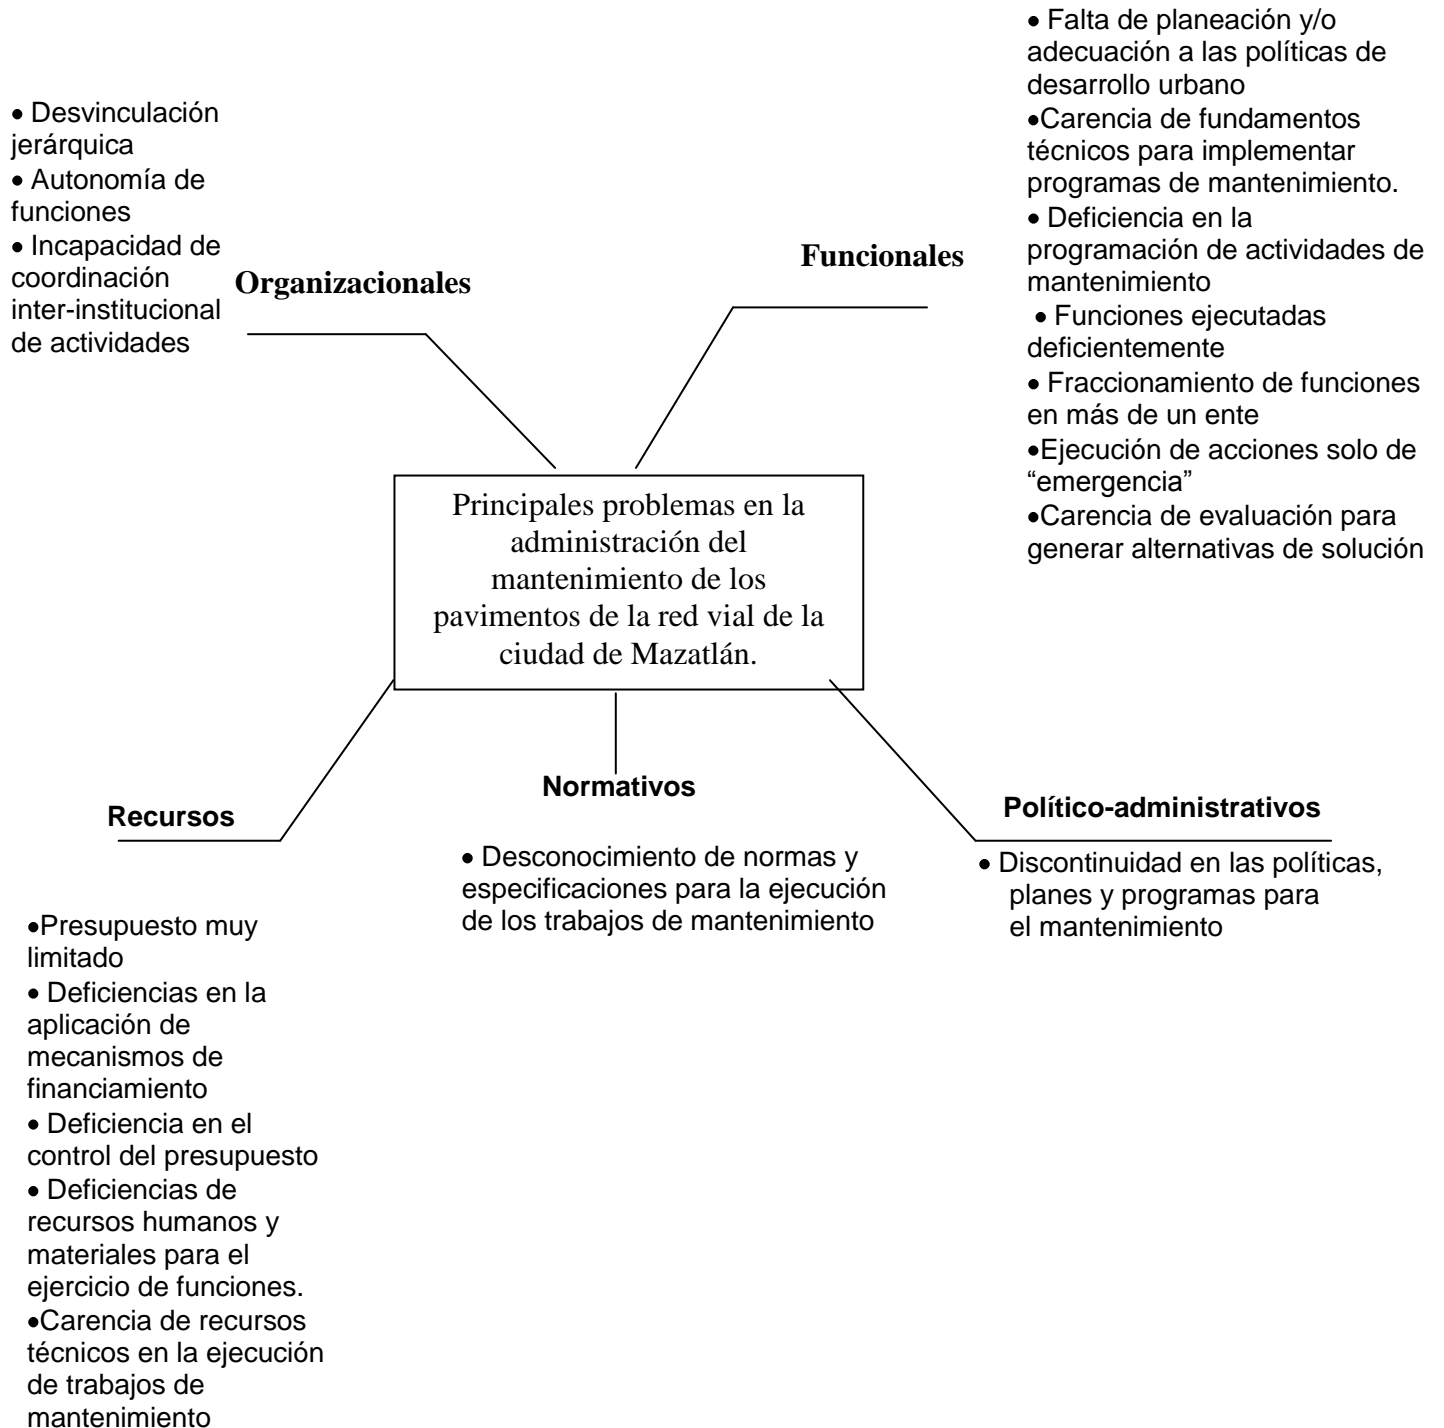 • Desvinculación
jerárquica
• Autonomía de
funciones
• Incapacidad de
coordinación
inter-institucional
de actividades
Organizacionales
Funcionales
• Falta de planeación y/o
adecuación a las políticas de
desarrollo urbano
•Carencia de fundamentos
técnicos para implementar
programas de mantenimiento.
• Deficiencia en la
programación de actividades de
mantenimiento
• Funciones ejecutadas
deficientemente
• Fraccionamiento de funciones
en más de un ente
•Ejecución de acciones solo de
“emergencia”
•Carencia de evaluación para
generar alternativas de solución
Principales problemas en la
administración del
mantenimiento de los
pavimentos de la red vial de la
ciudad de Mazatlán.
Recursos
•Presupuesto muy
limitado
• Deficiencias en la
aplicación de
mecanismos de
financiamiento
• Deficiencia en el
control del presupuesto
• Deficiencias de
recursos humanos y
materiales para el
ejercicio de funciones.
•Carencia de recursos
técnicos en la ejecución
de trabajos de
mantenimiento
Normativos
• Desconocimiento de normas y
especificaciones para la ejecución
de los trabajos de mantenimiento
Político-administrativos
• Discontinuidad en las políticas,
planes y programas para
el mantenimiento